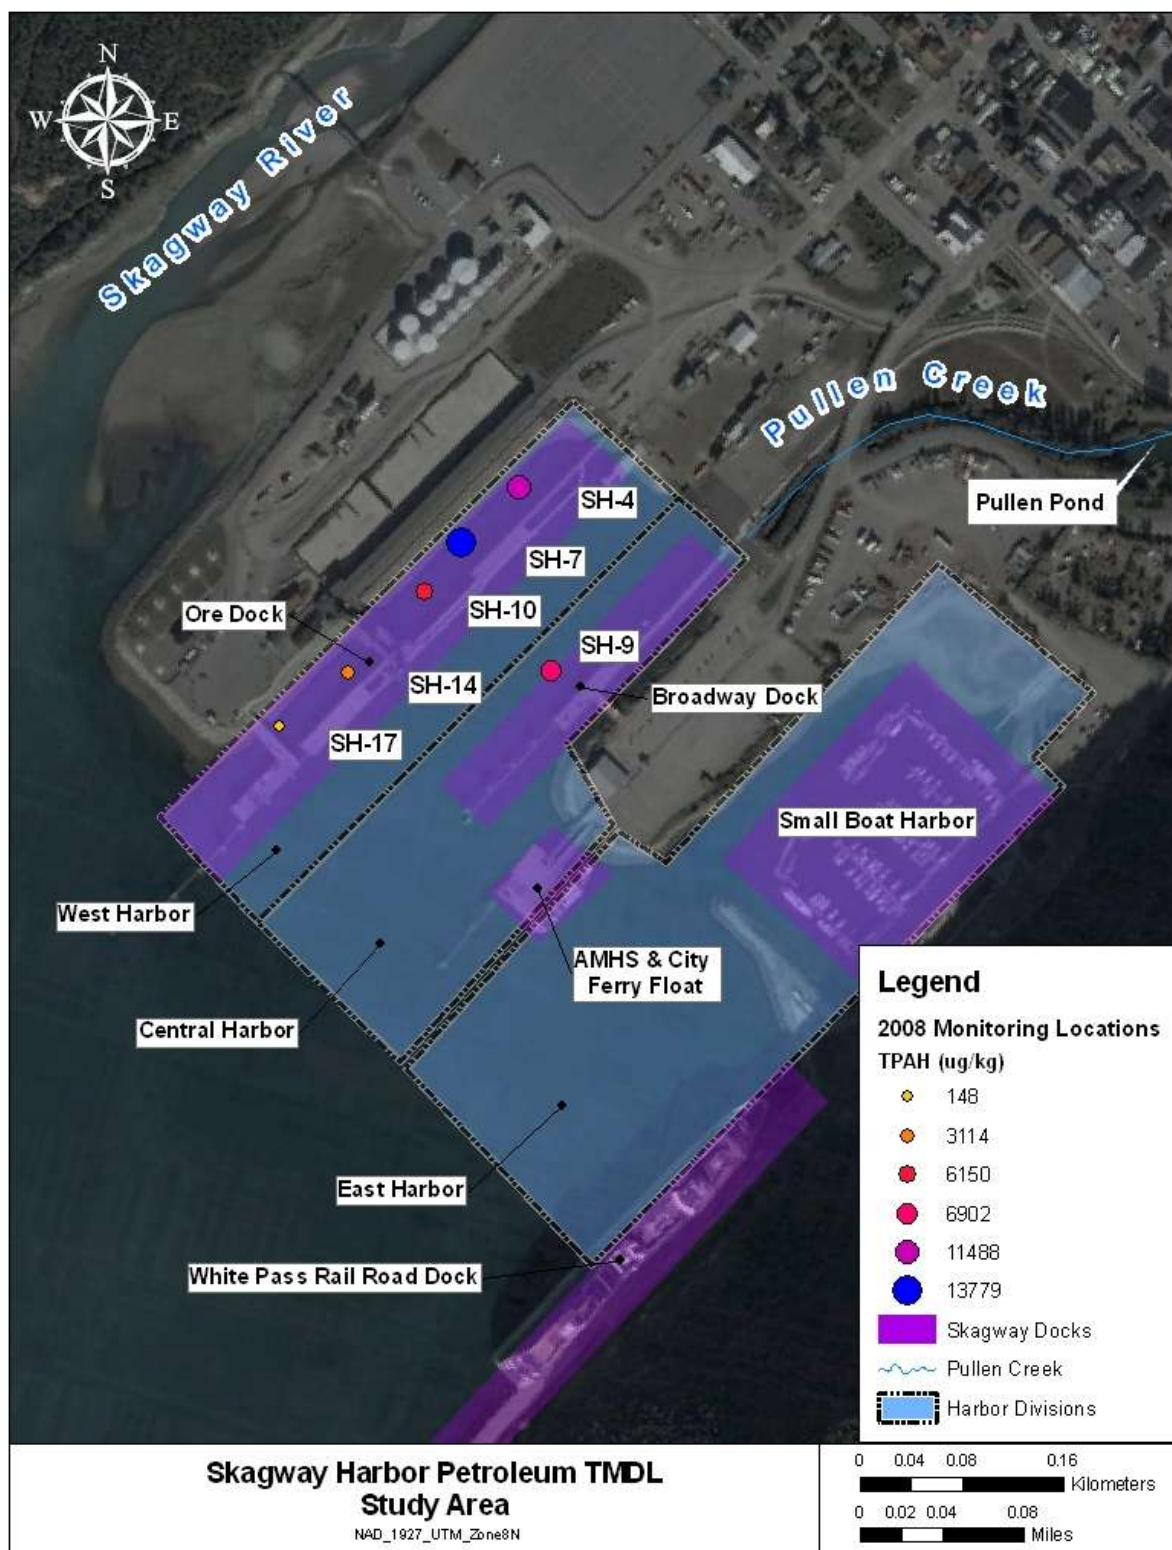 N
W E
S
Skagway River
Pullen Creek
Pullen Pond
SH-4
SH-7
Ore Dock
SH-10
SH-9
SH-14
Broadway Dock
SH-17
Small Boat Harbor
West Harbor
AMHS & City
Ferry Float
Central Harbor
East Harbor
White Pass Rail Road Dock
Legend
2008 Monitoring Locations
TPAH (ug/kg)
148
3114
6150
6902
11488
13779
Skagway Docks
Pullen Creek
Harbor Divisions
Skagway Harbor Petroleum TMDL
Study Area
NAD_1927_UTM_Zone8N
0 0.04 0.08 0.16
Kilometers
0 0.02 0.04 0.08
Miles